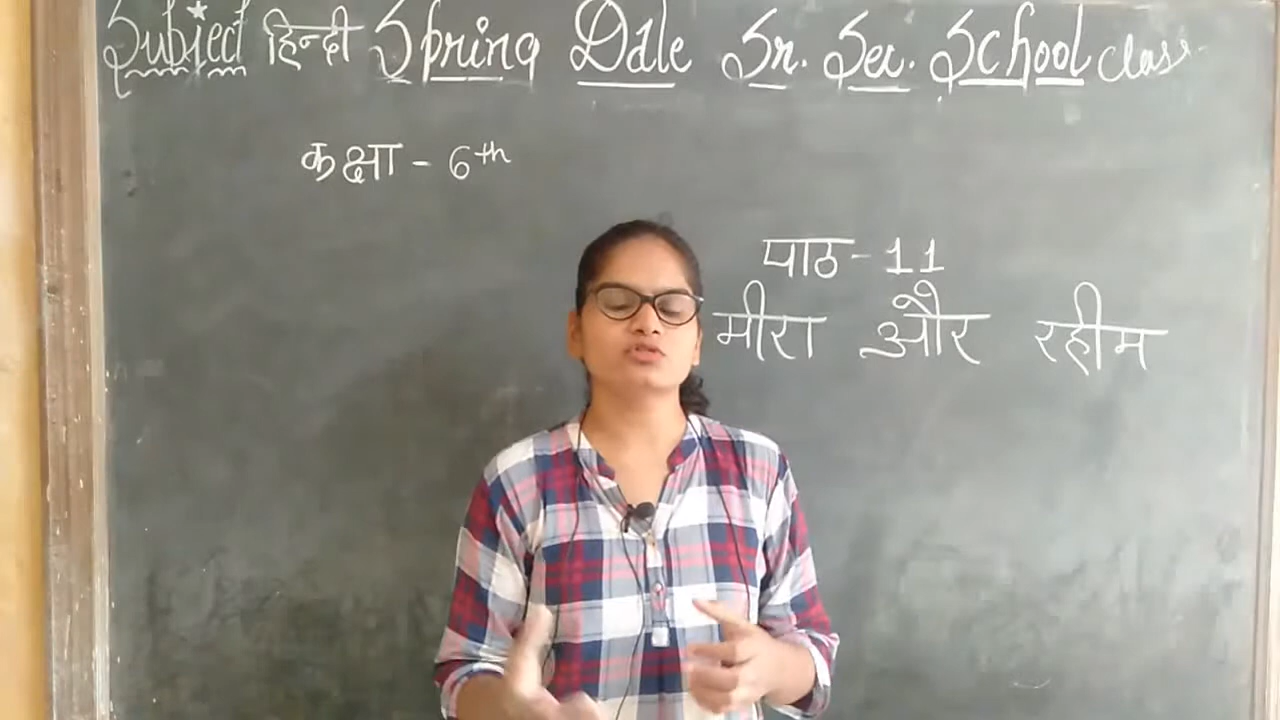 Subject हिन्दी Spring Dale Sr. Sec. School Class
कक्षा - 6th
पाठ - 11
मीरा और रहीम